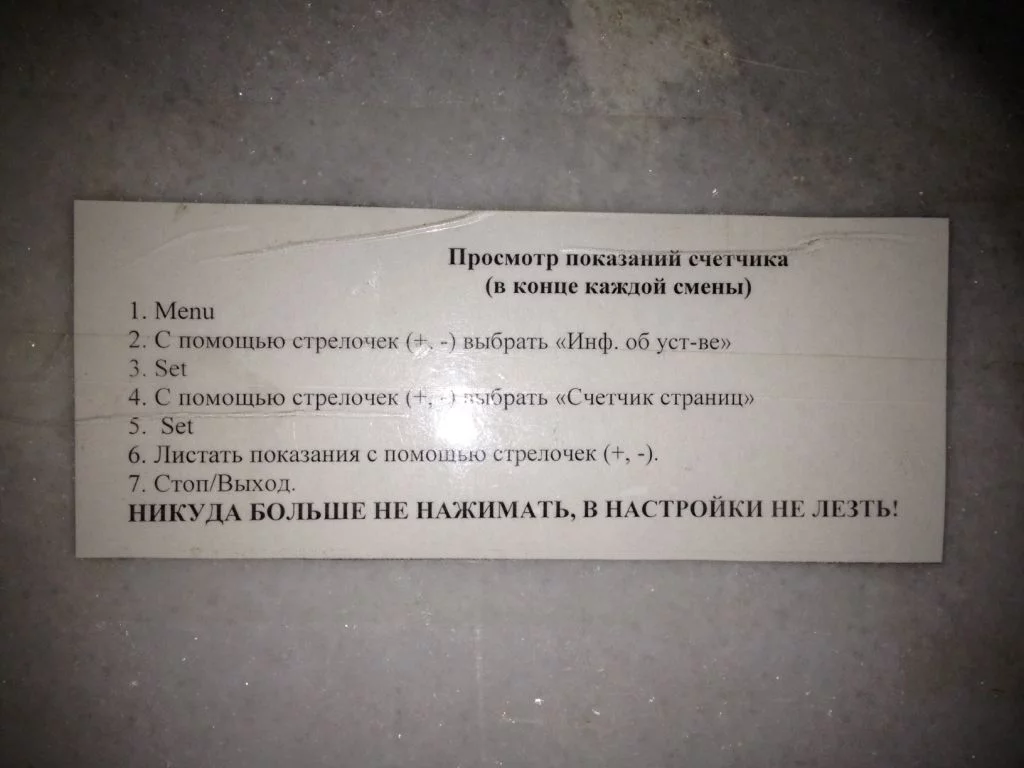 Просмотр показаний счетчика
(в конце каждой смены)
1. Menu
2. С помощью стрелочек (+, -) выбрать «Инф. об уст-ве»
3. Set
4. С помощью стрелочек (+, -) выбрать «Счетчик страниц»
5. Set
6. Листать показания с помощью стрелочек (+, -).
7. Стоп/Выход.
НИКУДА БОЛЬШЕ НЕ НАЖИМАТЬ, В НАСТРОЙКИ НЕ ЛЕЗТЬ!